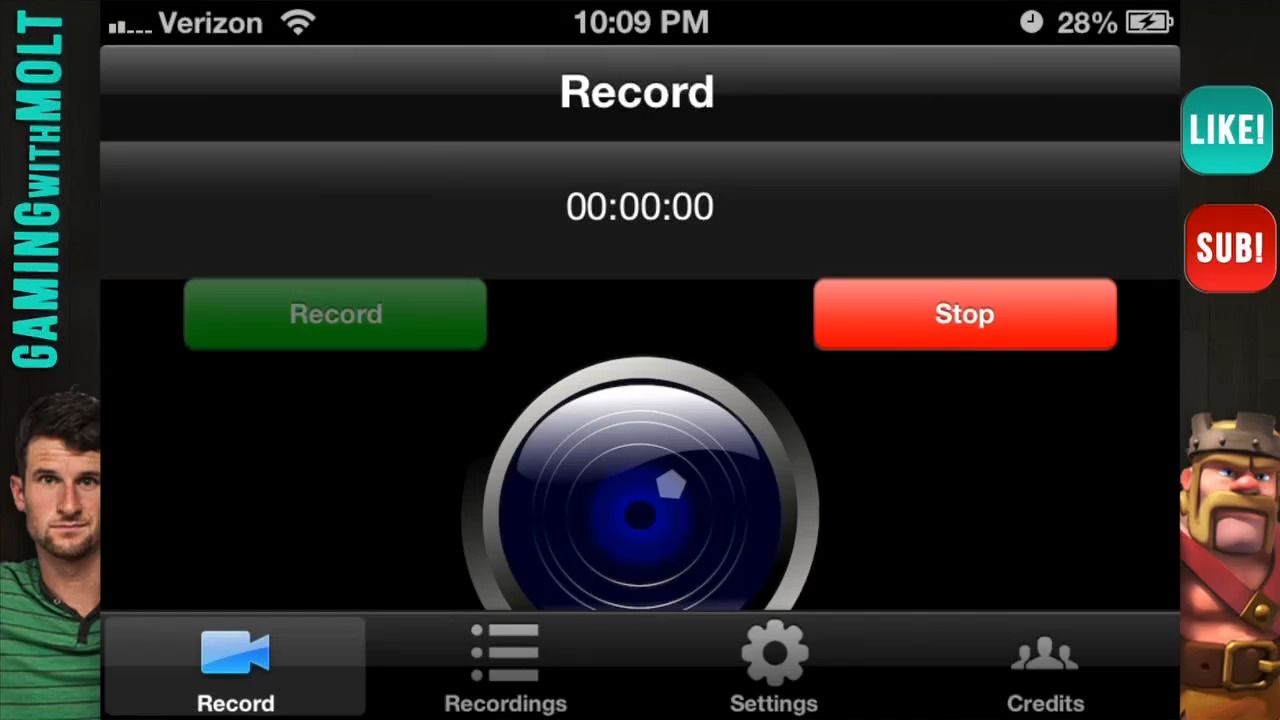 GAMINGWITHMOLT
Verizon
10:09 PM
28%
Record
LIKE!
00:00:00
SUB!
Record
Stop
Record
Recordings
Settings
Credits